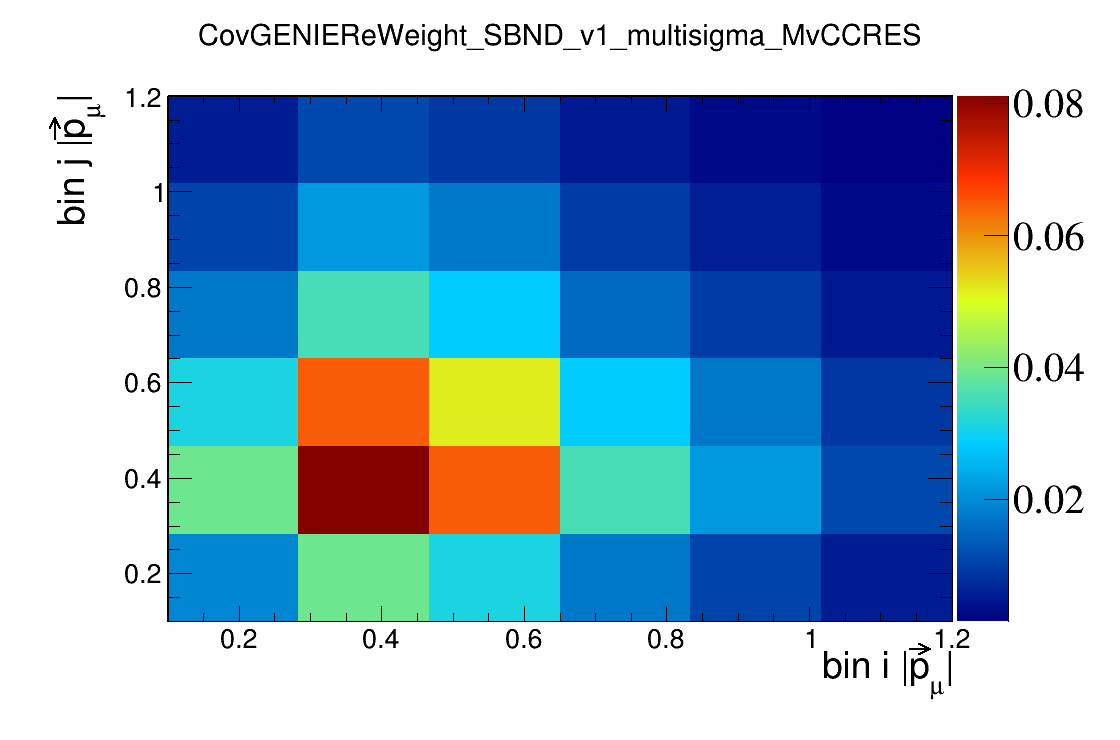 CovGENIEReWeight_SBND_v1_multisigma_MvCCRES
bin j |p⃗μ|
1.2
1
0.8
0.6
0.4
0.2
0.2 0.4 0.6 0.8 1 1.2
bin i |p⃗μ|
0.08
0.06
0.04
0.02